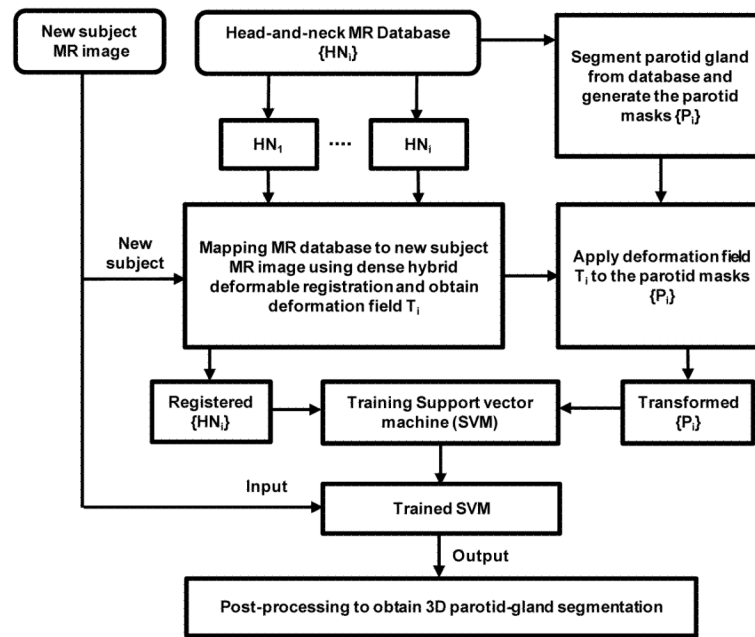 New subject
MR image
Head-and-neck MR Database
{HNᵢ}
Segment parotid gland
from database and
generate the parotid
masks {Pᵢ}
HN₁
....
HNᵢ
New
subject
Mapping MR database to new subject
MR image using dense hybrid
deformable registration and obtain
deformation field Tᵢ
Apply deformation field
Tᵢ to the parotid masks
{Pᵢ}
Registered
{HNᵢ}
Training Support vector
machine (SVM)
Transformed
{Pᵢ}
Input
Trained SVM
Output
Post-processing to obtain 3D parotid-gland segmentation